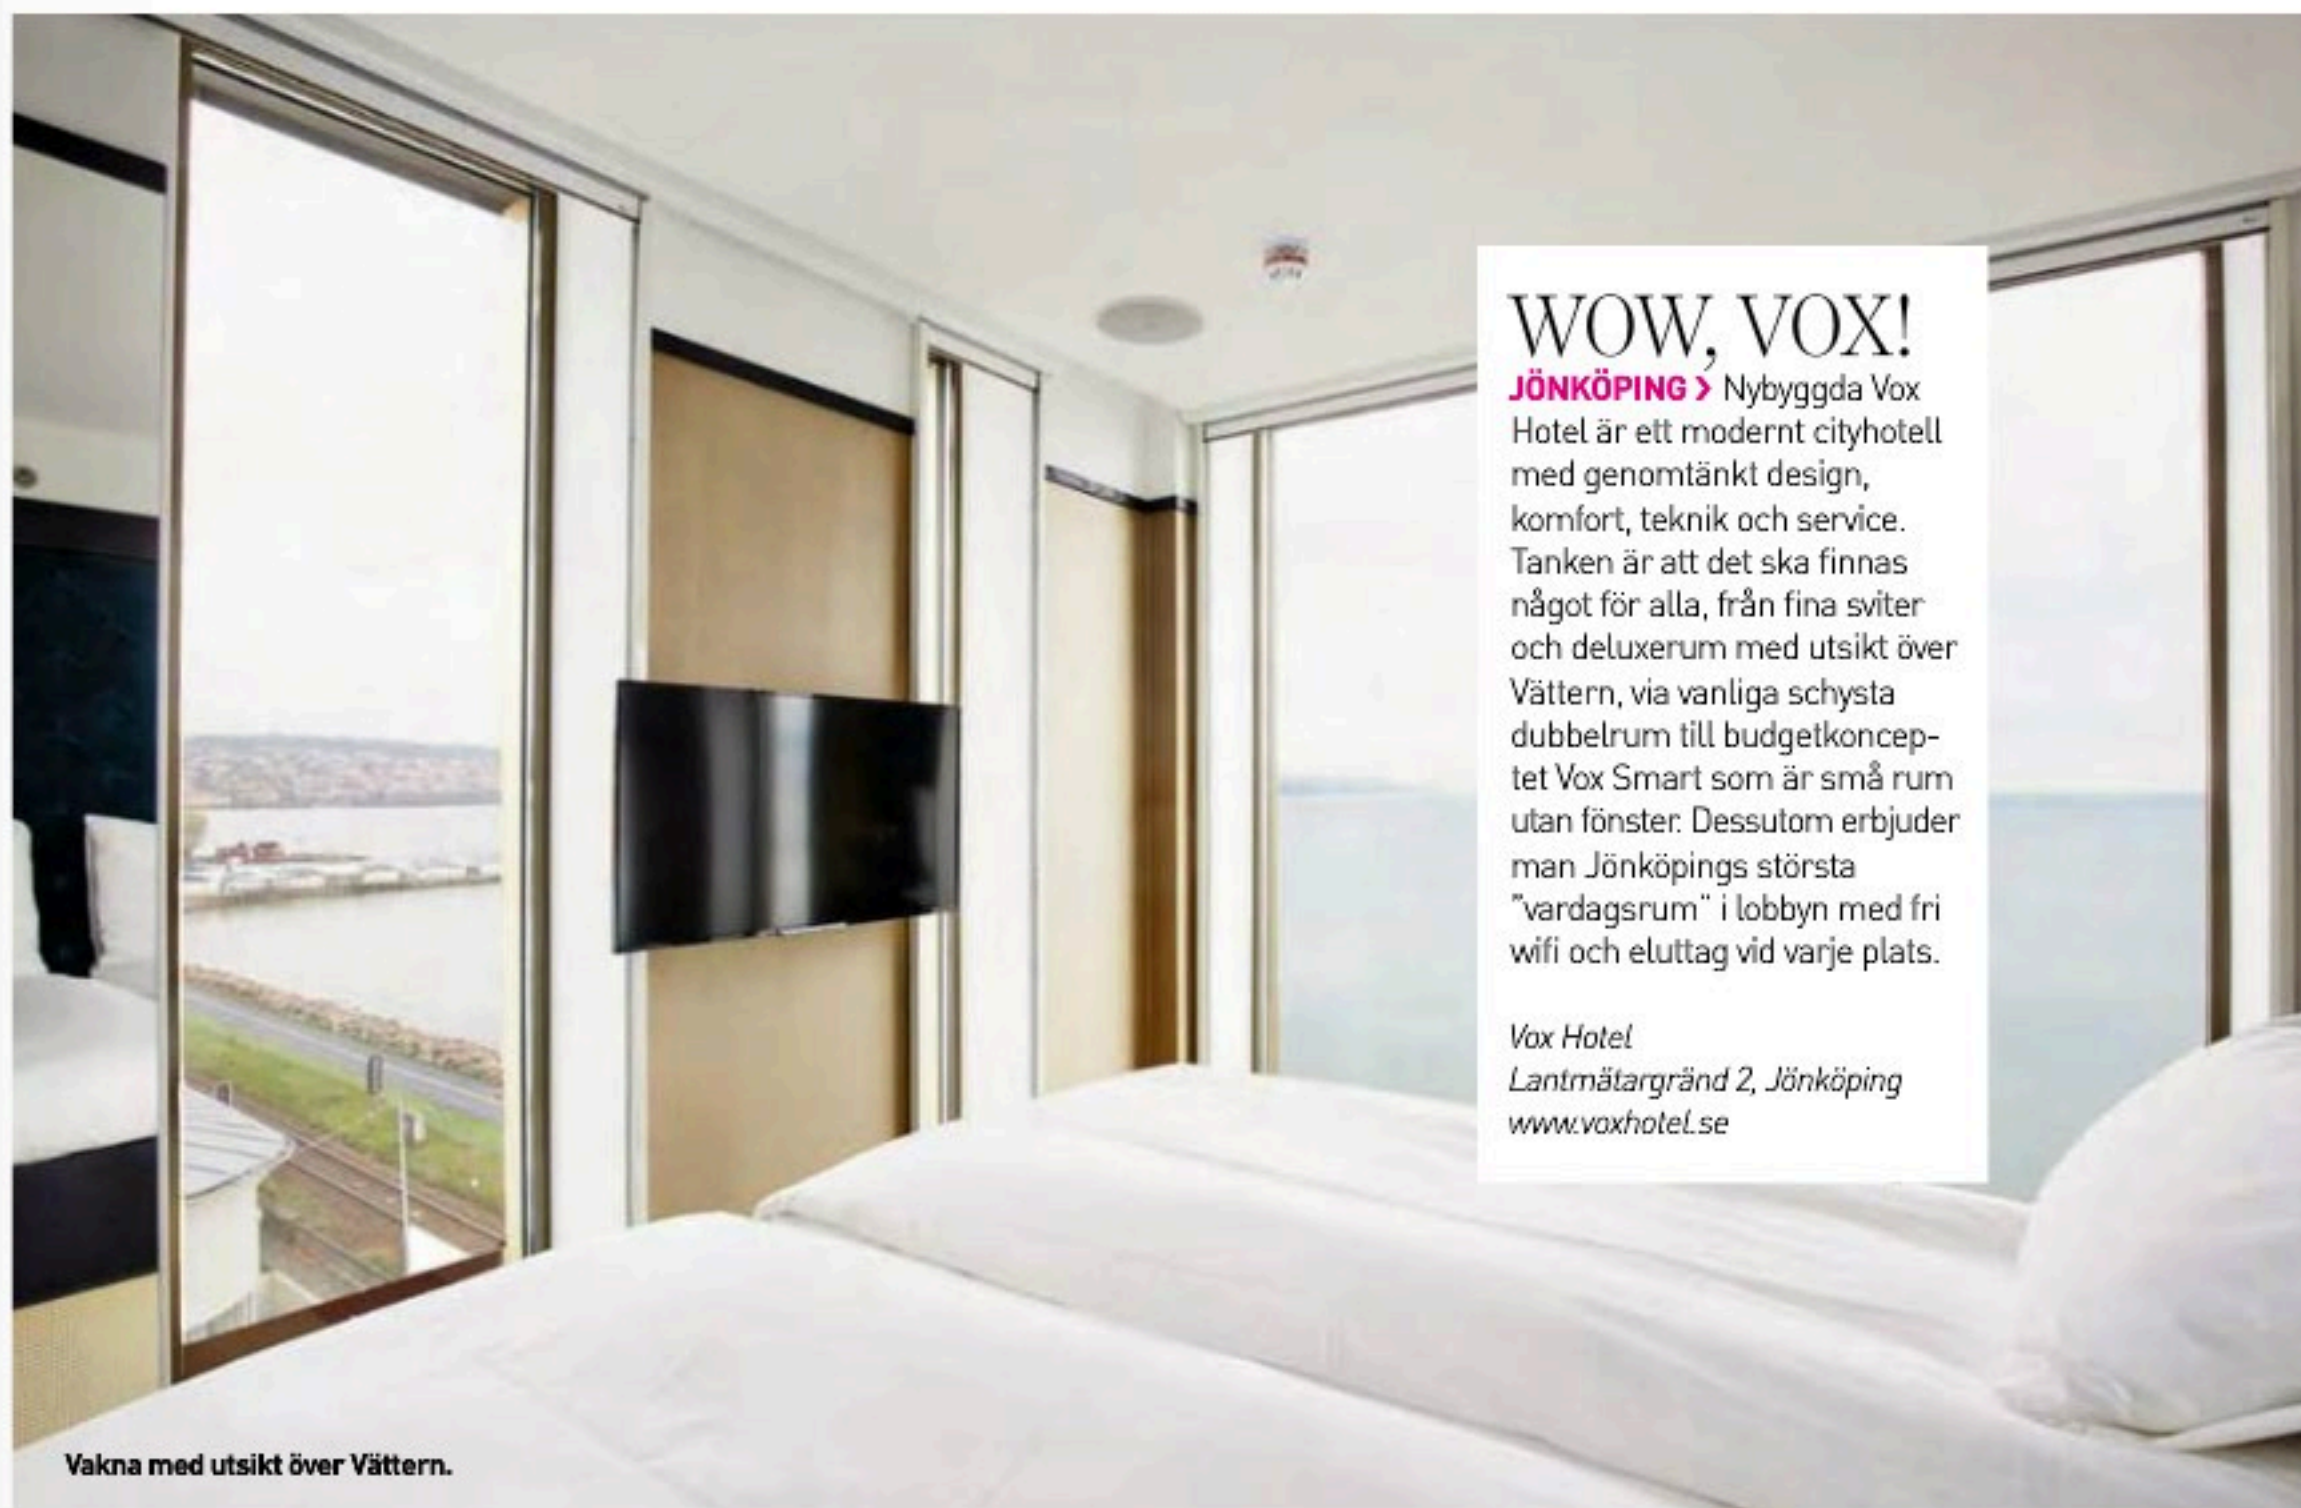 WOW, VOX!
JÖNKÖPING > Nybyggda Vox
Hotel är ett modernt cityhotell
med genomtänkt design,
komfort, teknik och service.
Tanken är att det ska finnas
något för alla, från fina sviter
och deluxerum med utsikt över
Vättern, via vanliga schysta
dubbelrum till budgetkoncep-
tet Vox Smart som är små rum
utan fönster. Dessutom erbjuder
man Jönköpings största
”vardagsrum” i lobbyn med fri
wifi och eluttag vid varje plats.
Vox Hotel
Lantmätargränd 2, Jönköping
www.voxhotel.se
Vakna med utsikt över Vättern.